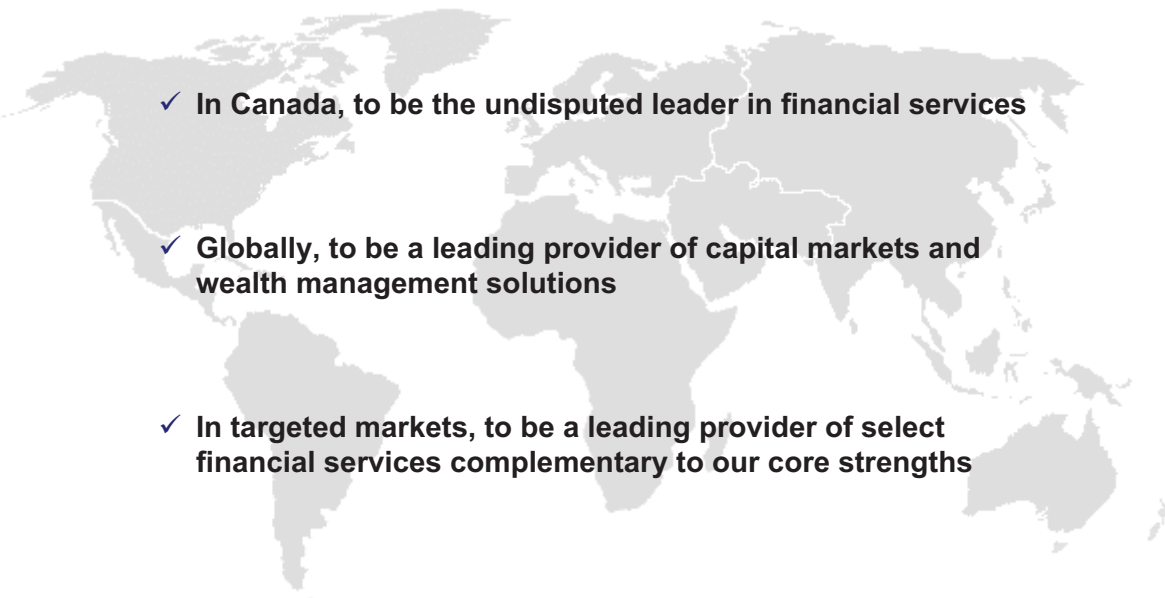 ✓ In Canada, to be the undisputed leader in financial services
✓ Globally, to be a leading provider of capital markets and
wealth management solutions
✓ In targeted markets, to be a leading provider of select
financial services complementary to our core strengths